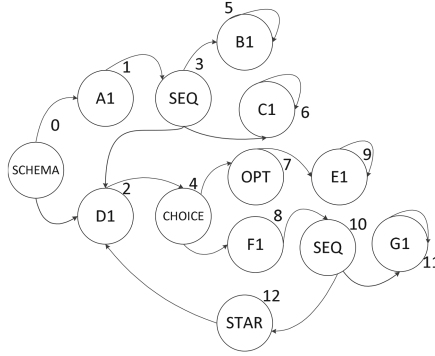 5
B1
1
3
A1
SEQ
C1
6
0
SCHEMA
2
4
OPT
7
9
E1
D1
CHOICE
8
F1
10
SEQ
G1
11
12
STAR